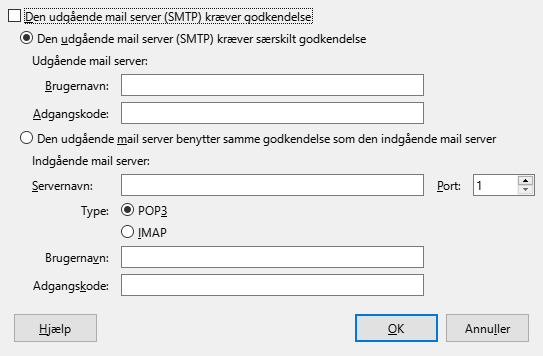 Den udgående mail server (SMTP) kræver godkendelse
Den udgående mail server (SMTP) kræver særskilt godkendelse
Udgående mail server:
Brugernavn:
Adgangskode:
Den udgående mail server benytter samme godkendelse som den indgående mail server
Indgående mail server:
Servernavn: Port: 1
Type: POP3
IMAP
Brugernavn:
Adgangskode:
Hjælp OK Annuller